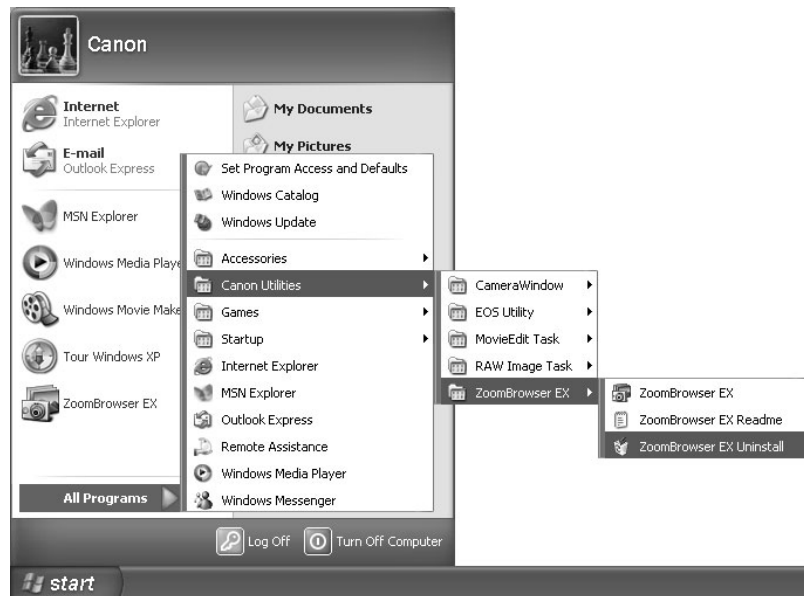 Canon
Internet
Internet Explorer
E-mail
Outlook Express
MSN Explorer
Windows Media Playe
Windows Movie Make
Tour Windows XP
ZoomBrowser EX
All Programs
My Documents
My Pictures
Set Program Access and Defaults
Windows Catalog
Windows Update
Accessories
Canon Utilities
Games
Startup
Internet Explorer
MSN Explorer
Outlook Express
Remote Assistance
Windows Media Player
Windows Messenger
CameraWindow
EOS Utility
MovieEdit Task
RAW Image Task
ZoomBrowser EX
ZoomBrowser EX
ZoomBrowser EX Readme
ZoomBrowser EX Uninstall
Log Off
Turn Off Computer
start